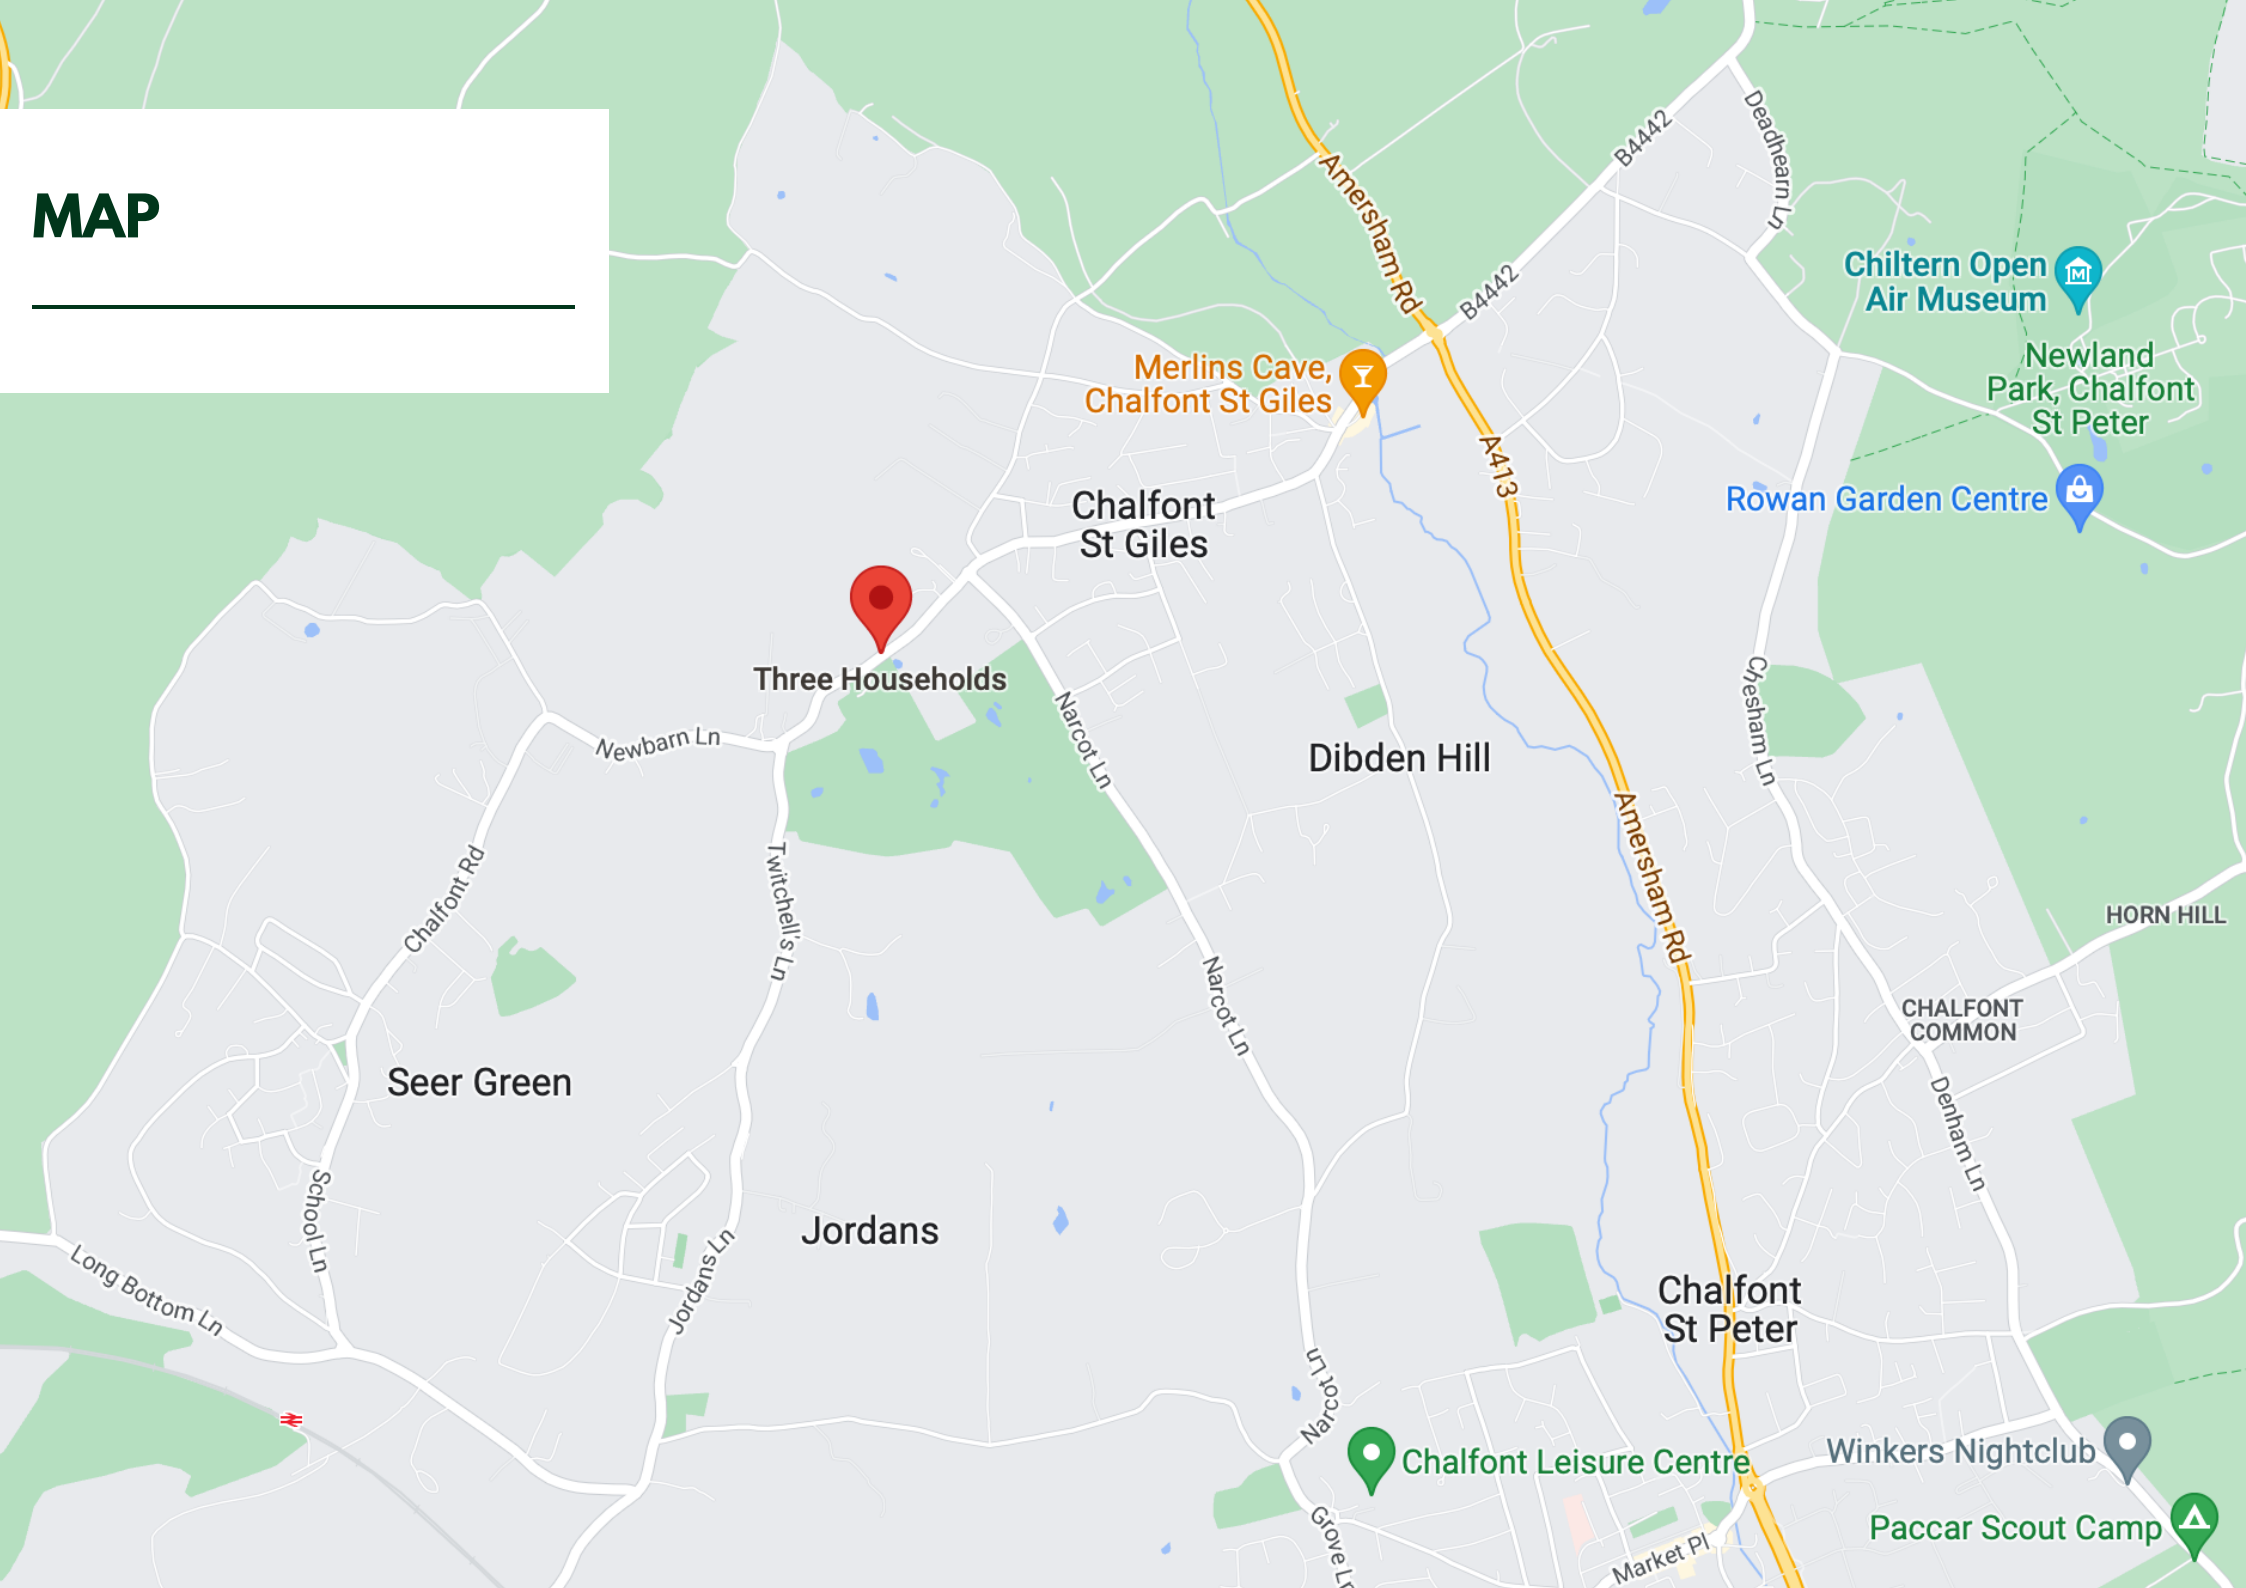 MAP
Amersham Rd
B4442
Deadhearn Ln
B4442
Chiltern Open
Air Museum
Newland
Park, Chalfont
St Peter
Merlins Cave,
Chalfont St Giles
A413
Rowan Garden Centre
Chalfont
St Giles
Three Households
Newbarn Ln
Narcot Ln
Dibden Hill
Chesham Ln
Amersham Rd
Chalfont Rd
Twitchell's Ln
Narcot Ln
HORN HILL
CHALFONT
COMMON
Seer Green
Denham Ln
School Ln
Jordans
Long Bottom Ln
Jordans Ln
Chalfont
St Peter
Narcot Ln
Chalfont Leisure Centre
Winkers Nightclub
Grove Ln
Market Pl
Paccar Scout Camp